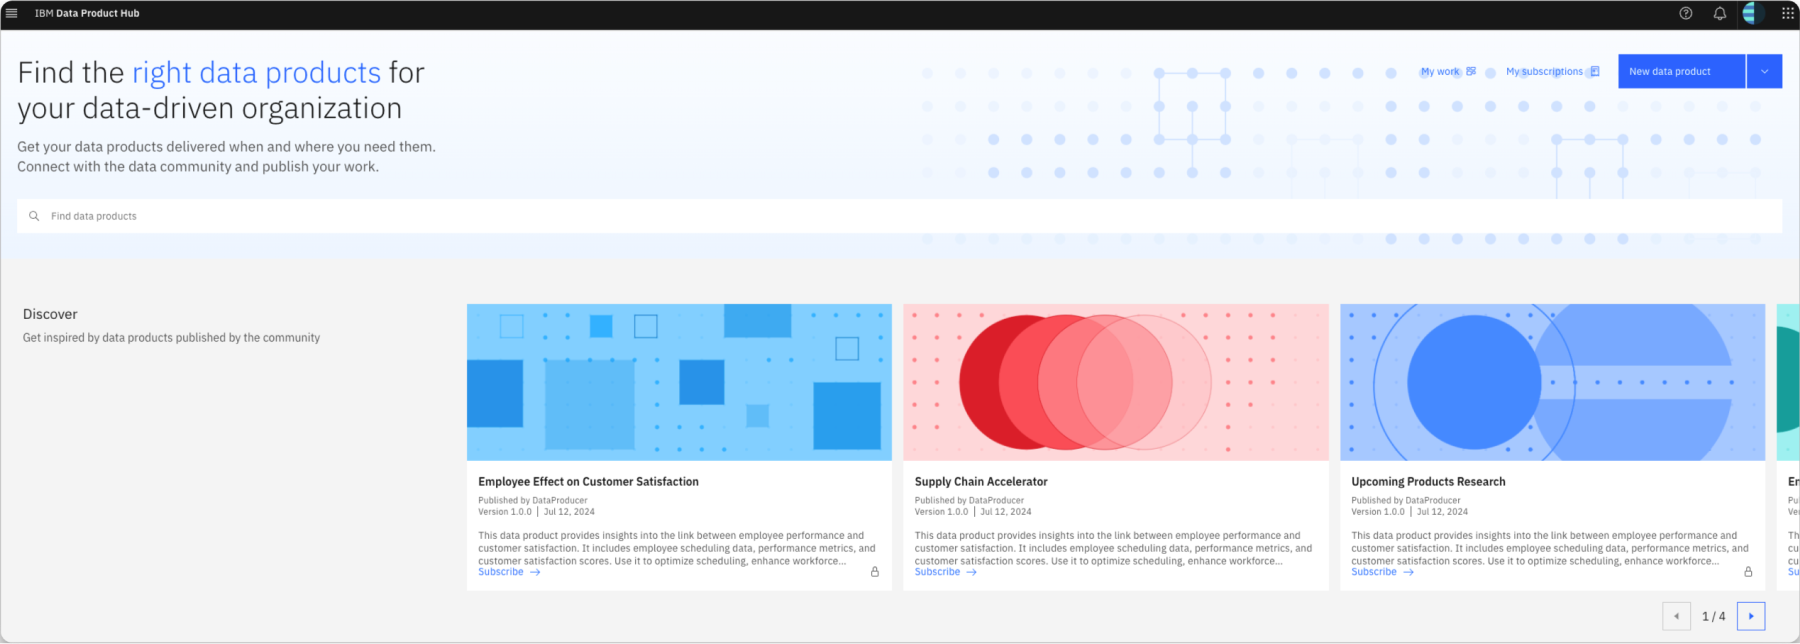 IBM Data Product Hub
Find the right data products for
your data-driven organization
Get your data products delivered when and where you need them.
Connect with the data community and publish your work.
My work
My subscriptions
New data product
Find data products
Discover
Get inspired by data products published by the community
Employee Effect on Customer Satisfaction
Published by DataProducer
Version 1.0.0 | Jul 12, 2024
This data product provides insights into the link between employee performance and
customer satisfaction. It includes employee scheduling data, performance metrics, and
customer satisfaction scores. Use it to optimize scheduling, enhance workforce...
Subscribe →
Supply Chain Accelerator
Published by DataProducer
Version 1.0.0 | Jul 12, 2024
This data product provides insights into the link between employee performance and
customer satisfaction. It includes employee scheduling data, performance metrics, and
customer satisfaction scores. Use it to optimize scheduling, enhance workforce...
Subscribe →
Upcoming Products Research
Published by DataProducer
Version 1.0.0 | Jul 12, 2024
This data product provides insights into the link between employee performance and
customer satisfaction. It includes employee scheduling data, performance metrics, and
customer satisfaction scores. Use it to optimize scheduling, enhance workforce...
Subscribe →
1 / 4